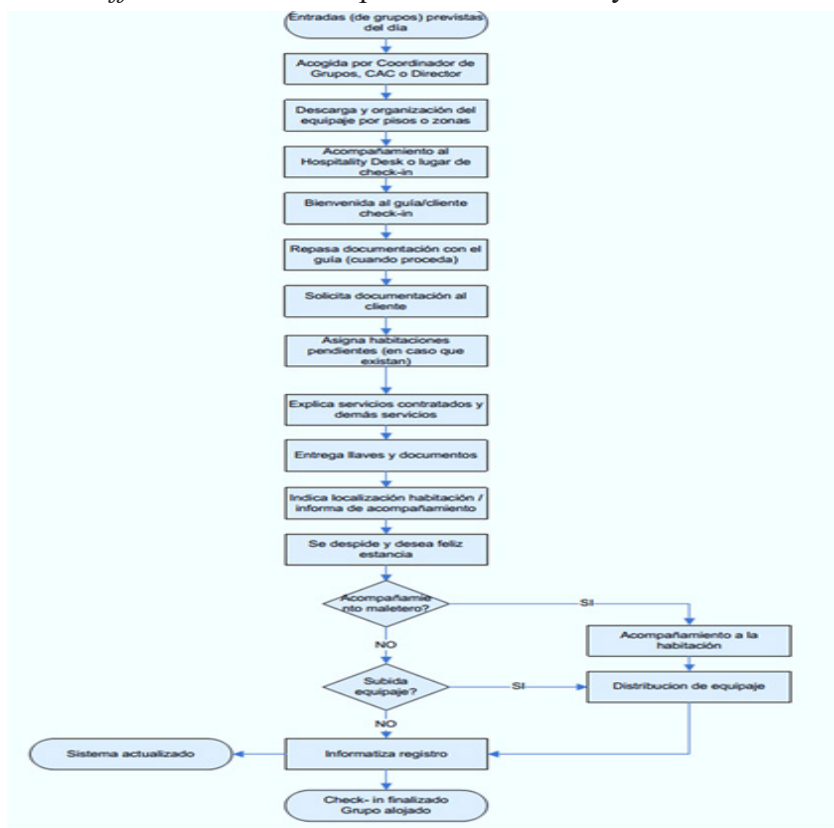 Entradas (de grupos) previstas
del día
Acogida por Coordinador de
Grupos, CAC o Director
Descarga y organización del
equipaje por pisos o zonas
Acompañamiento al
Hospitality Desk o lugar de
check-in
Bienvenida al guía/cliente
check-in
Repasa documentación con el
guía (cuando proceda)
Solicita documentación al
cliente
Asigna habitaciones
pendientes (en caso que
existan)
Explica servicios contratados y
demás servicios
Entrega llaves y documentos
Indica localización habitación /
informa de acompañamiento
Se despide y desea feliz
estancia
Acompañamie
nto maletero?
SI
NO
Acompañamiento a la
habitación
Subida
equipaje?
SI
Distribucion de equipaje
NO
Sistema actualizado
Informatiza registro
Check- in finalizado
Grupo alojado